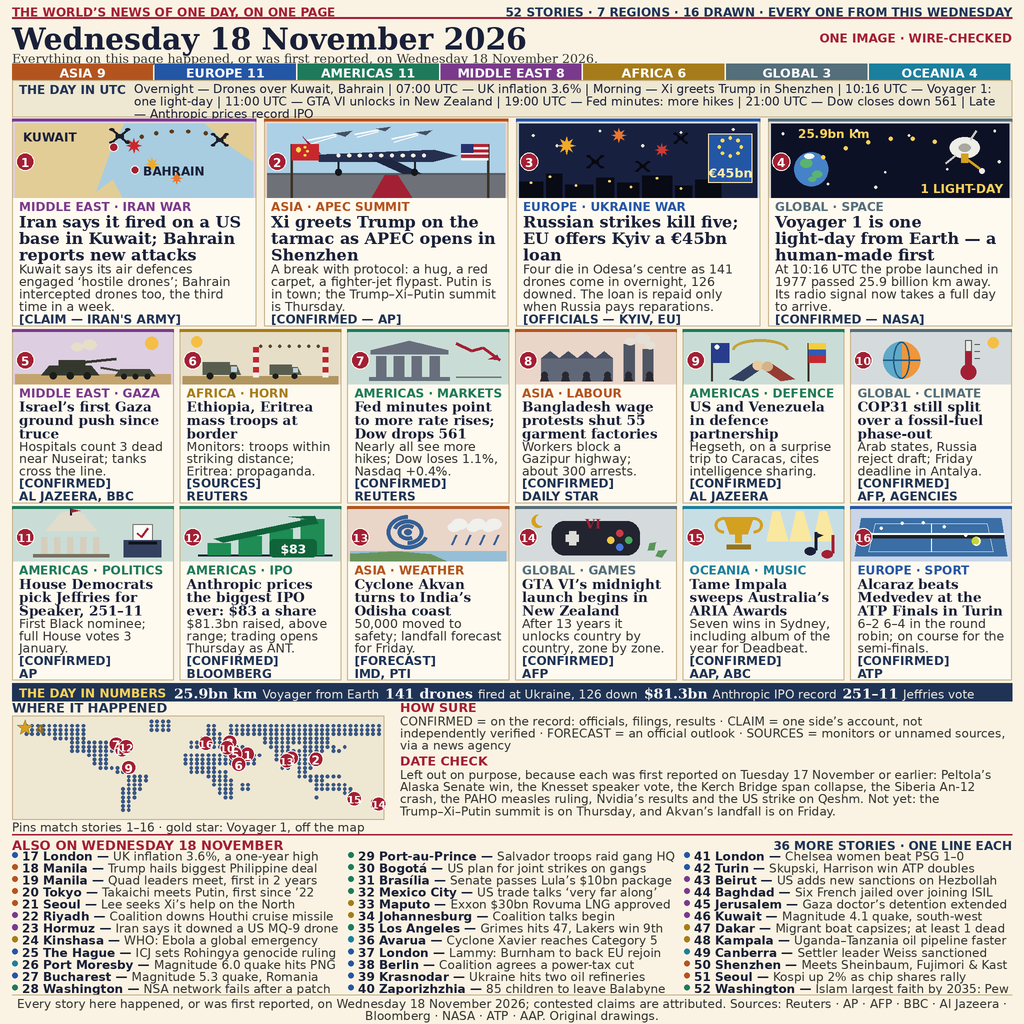 THE WORLD'S NEWS OF ONE DAY, ON ONE PAGE
52 STORIES · 7 REGIONS · 16 DRAWN · EVERY ONE FROM THIS WEDNESDAY
Wednesday 18 November 2026
ONE IMAGE · WIRE-CHECKED
Everything on this page happened, or was first reported, on Wednesday 18 November 2026.
ASIA 9
EUROPE 11
AMERICAS 11
MIDDLE EAST 8
AFRICA 6
GLOBAL 3
OCEANIA 4
THE DAY IN UTC
Overnight — Drones over Kuwait, Bahrain | 07:00 UTC — UK inflation 3.6% | Morning — Xi greets Trump in Shenzhen | 10:16 UTC — Voyager 1:
one light-day | 11:00 UTC — GTA VI unlocks in New Zealand | 19:00 UTC — Fed minutes: more hikes | 21:00 UTC — Dow closes down 561 | Late
— Anthropic prices record IPO
KUWAIT
1
BAHRAIN
MIDDLE EAST · IRAN WAR
Iran says it fired on a US
base in Kuwait; Bahrain
reports new attacks
Kuwait says its air defences
engaged ‘hostile drones’; Bahrain
intercepted drones too, the third
time in a week.
[CLAIM — IRAN'S ARMY]
2
ASIA · APEC SUMMIT
Xi greets Trump on the
tarmac as APEC opens in
Shenzhen
A break with protocol: a hug, a red
carpet, a fighter-jet flypast. Putin is
in town; the Trump–Xi–Putin summit
is Thursday.
[CONFIRMED — AP]
3
€45bn
EUROPE · UKRAINE WAR
Russian strikes kill five;
EU offers Kyiv a €45bn
loan
Four die in Odesa’s centre as 141
drones come in overnight, 126
downed. The loan is repaid only
when Russia pays reparations.
[OFFICIALS — KYIV, EU]
25.9bn km
4
1 LIGHT-DAY
GLOBAL · SPACE
Voyager 1 is one
light-day from Earth — a
human-made first
At 10:16 UTC the probe launched in
1977 passed 25.9 billion km away.
Its radio signal now takes a full day
to arrive.
[CONFIRMED — NASA]
5
MIDDLE EAST · GAZA
Israel’s first Gaza
ground push since
truce
Hospitals count 3 dead
near Nuseirat; tanks
cross the line.
[CONFIRMED]
AL JAZEERA, BBC
6
AFRICA · HORN
Ethiopia, Eritrea
mass troops at
border
Monitors: troops within
striking distance;
Eritrea: propaganda.
[SOURCES]
REUTERS
7
AMERICAS · MARKETS
Fed minutes point
to more rate rises;
Dow drops 561
Nearly all see more
hikes; Dow loses 1.1%,
Nasdaq +0.4%.
[CONFIRMED]
REUTERS
8
ASIA · LABOUR
Bangladesh wage
protests shut 55
garment factories
Workers block a
Gazipur highway;
about 300 arrests.
[CONFIRMED]
DAILY STAR
9
AMERICAS · DEFENCE
US and Venezuela
in defence
partnership
Hegseth, on a surprise
trip to Caracas, cites
intelligence sharing.
[CONFIRMED]
AL JAZEERA
10
GLOBAL · CLIMATE
COP31 still split
over a fossil-fuel
phase-out
Arab states, Russia
reject draft; Friday
deadline in Antalya.
[CONFIRMED]
AFP, AGENCIES
11
AMERICAS · POLITICS
House Democrats
pick Jeffries for
Speaker, 251–11
First Black nominee;
full House votes 3
January.
[CONFIRMED]
AP
12
$83
AMERICAS · IPO
Anthropic prices
the biggest IPO
ever: $83 a share
$81.3bn raised, above
range; trading opens
Thursday as ANT.
[CONFIRMED]
BLOOMBERG
13
ASIA · WEATHER
Cyclone Akvan
turns to India’s
Odisha coast
50,000 moved to
safety; landfall forecast
for Friday.
[FORECAST]
IMD, PTI
14
VI
GLOBAL · GAMES
GTA VI’s midnight
launch begins in
New Zealand
After 13 years it
unlocks country by
country, zone by zone.
[CONFIRMED]
AFP
15
OCEANIA · MUSIC
Tame Impala
sweeps Australia’s
ARIA Awards
Seven wins in Sydney,
including album of the
year for Deadbeat.
[CONFIRMED]
AAP, ABC
16
EUROPE · SPORT
Alcaraz beats
Medvedev at the
ATP Finals in Turin
6–2 6–4 in the round
robin; on course for the
semi-finals.
[CONFIRMED]
ATP
THE DAY IN NUMBERS 25.9bn km Voyager from Earth 141 drones fired at Ukraine, 126 down $81.3bn Anthropic IPO record 251–11 Jeffries vote
WHERE IT HAPPENED
12
16
1
6
13
2
9
15
14
Pins match stories 1–16 · gold star: Voyager 1, off the map
HOW SURE
CONFIRMED = on the record: officials, filings, results · CLAIM = one side’s account, not
independently verified · FORECAST = an official outlook · SOURCES = monitors or unnamed sources,
via a news agency
DATE CHECK
Left out on purpose, because each was first reported on Tuesday 17 November or earlier: Peltola’s
Alaska Senate win, the Knesset speaker vote, the Kerch Bridge span collapse, the Siberia An-12
crash, the PAHO measles ruling, Nvidia’s results and the US strike on Qeshm. Not yet: the
Trump–Xi–Putin summit is on Thursday, and Akvan’s landfall is on Friday.
ALSO ON WEDNESDAY 18 NOVEMBER
36 MORE STORIES · ONE LINE EACH
17 London — UK inflation 3.6%, a one-year high
18 Manila — Trump hails biggest Philippine deal
19 Manila — Quad leaders meet, first in 2 years
20 Tokyo — Takaichi meets Putin, first since ’22
21 Seoul — Lee seeks Xi’s help on the North
22 Riyadh — Coalition downs Houthi cruise missile
23 Hormuz — Iran says it downed a US MQ-9 drone
24 Kinshasa — WHO: Ebola a global emergency
25 The Hague — ICJ sets Rohingya genocide ruling
26 Port Moresby — Magnitude 6.0 quake hits PNG
27 Bucharest — Magnitude 5.3 quake, Romania
28 Washington — NSA network fails after a patch
29 Port-au-Prince — Salvador troops raid gang HQ
30 Bogotá — US plan for joint strikes on gangs
31 Brasília — Senate passes Lula’s $10bn package
32 Mexico City — US trade talks ‘very far along’
33 Maputo — Exxon $30bn Rovuma LNG approved
34 Johannesburg — Coalition talks begin
35 Los Angeles — Grimes hits 47, Lakers win 9th
36 Avarua — Cyclone Xavier reaches Category 5
37 London — Lammy: Burnham to back EU rejoin
38 Berlin — Coalition agrees a power-tax cut
39 Krasnodar — Ukraine hits two oil refineries
40 Zaporizhzhia — 85 children to leave Balabyne
41 London — Chelsea women beat PSG 1–0
42 Turin — Skupski, Harrison win ATP doubles
43 Beirut — US adds new sanctions on Hezbollah
44 Baghdad — Six French jailed over joining ISIL
45 Jerusalem — Gaza doctor’s detention extended
46 Kuwait — Magnitude 4.1 quake, south-west
47 Dakar — Migrant boat capsizes; at least 1 dead
48 Kampala — Uganda–Tanzania oil pipeline faster
49 Canberra — Settler leader Weiss sanctioned
50 Shenzhen — Meets Sheinbaum, Fujimori & Kast
51 Seoul — Kospi up 2% as chip shares rally
52 Washington — Islam largest faith by 2035: Pew
Every story here happened, or was first reported, on Wednesday 18 November 2026; contested claims are attributed. Sources: Reuters · AP · AFP · BBC · Al Jazeera ·
Bloomberg · NASA · ATP · AAP. Original drawings.